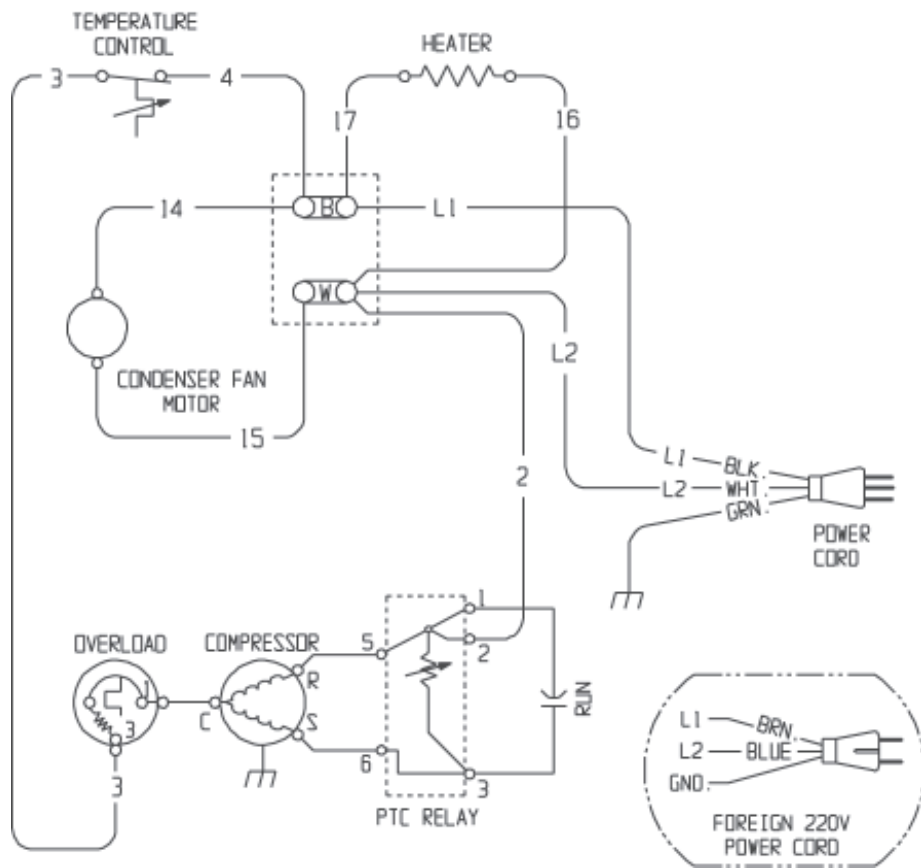 TEMPERATURE
CONTROL
HEATER
3
4
17
16
14
B
L1
W
L2
CONDENSER FAN
MOTOR
15
2
L1
BLK.
L2
WHT.
GRN.
POWER
CORD
OVERLOAD
COMPRESSOR
5
1
2
R
1
C
S
3
RUN
6
3
3
PTC RELAY
L1
BRN.
L2
BLUE
GND.
FOREIGN 220V
POWER CORD